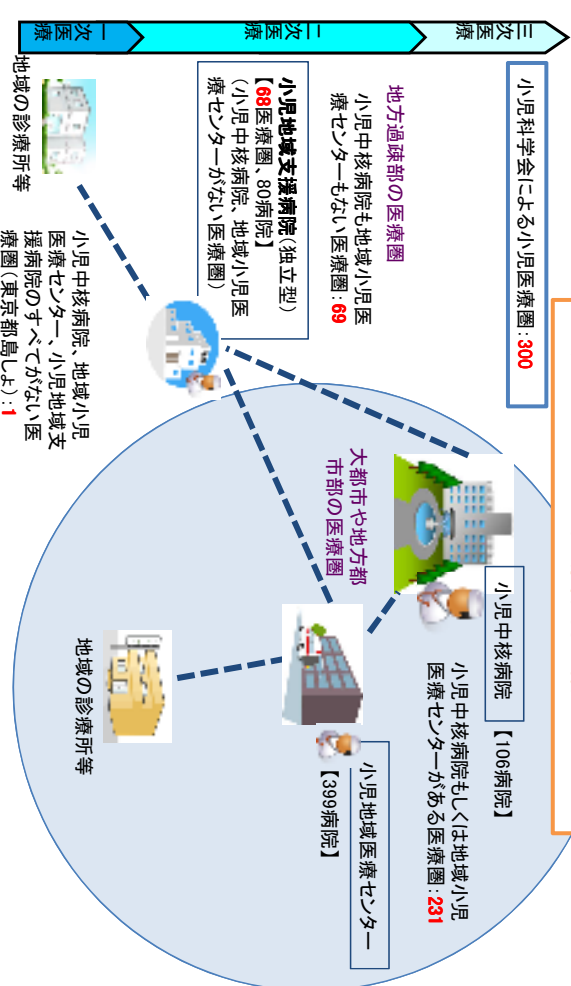 三次医療
二次医療
一次医療
小児科学会による小児医療圏:300
小児中核病院
【106病院】
小児中核病院もしくは地域小児
医療センターがある医療圏:231
地方過疎部の医療圏
小児中核病院も地域小児医
療センターもない医療圏:69
大都市や地方都
市部の医療圏
小児地域医療センター
【399病院】
小児地域支援病院(独立型)
【68医療圏、80病院】
(小児中核病院、地域小児医
療センターがない医療圏)
地域の診療所等
地域の診療所等
小児中核病院、地域小児
医療センター、小児地域支
援病院のすべてがない医
療圏(東京都島しょ):1